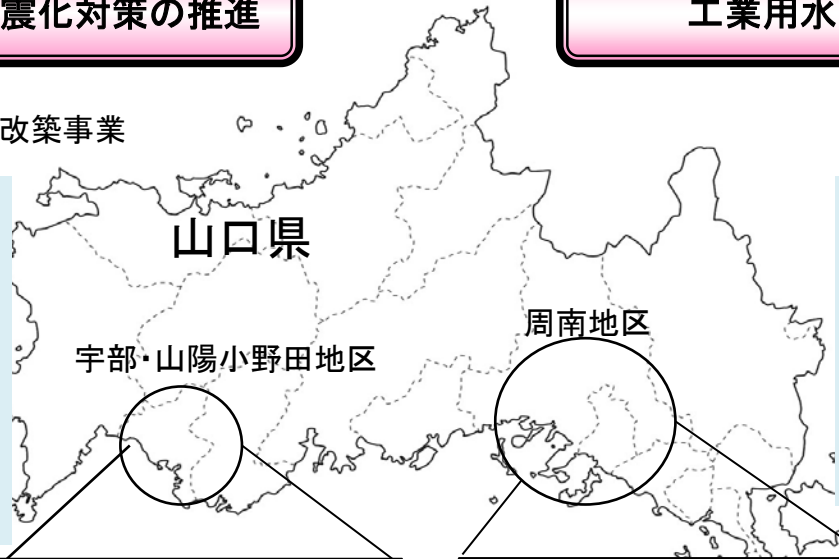 震化対策の推進
工業用水
改築事業
山口県
周南地区
宇部・山陽小野田地区